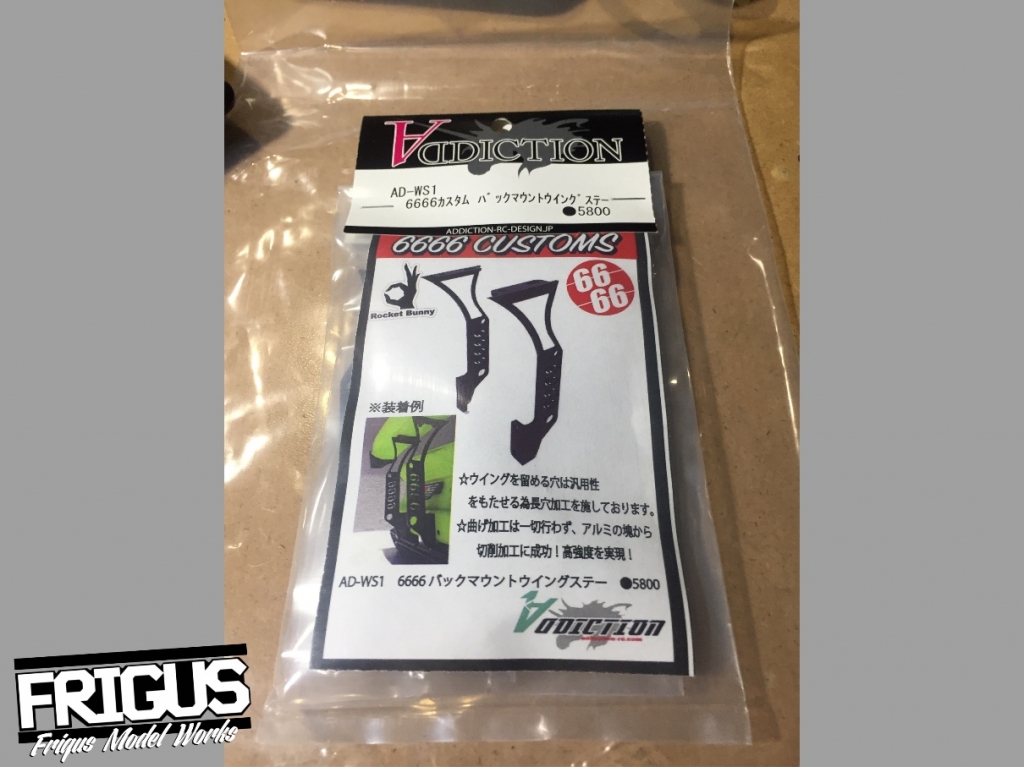 ADDICTION
AD-WS1
6666ｶｽﾀﾑ ﾊﾞｯｸﾏｳﾝﾄｳｲﾝｸﾞｽﾃｰ
●5800
ADDICTION-RC-DESIGN.JP
6666 CUSTOMS
66
66
Rocket Bunny
※装着例
☆ウイングを留める穴は汎用性
をもたせる為長穴加工を施しております。
☆曲げ加工は一切行わず、アルミの塊から
切削加工に成功！高強度を実現！
AD-WS1 6666 バックマウントウイングステー ●5800
ADDICTION
FRIGUS
Frigus Model Works